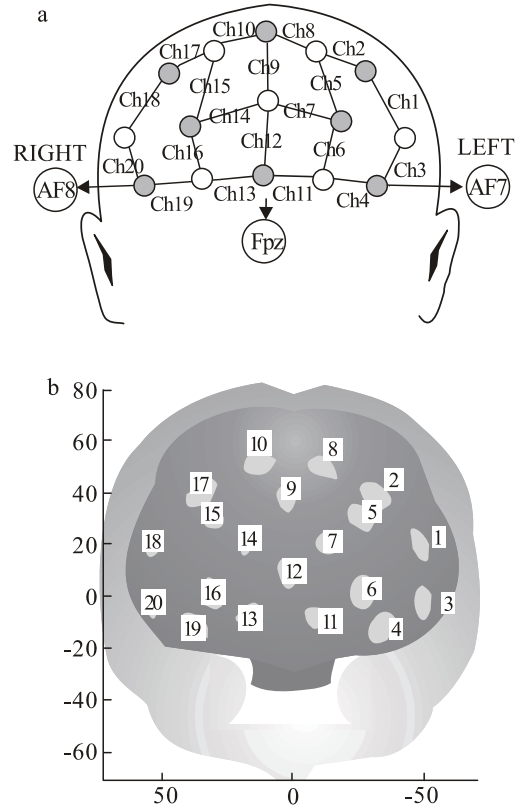 a
Ch10 Ch8
Ch17 Ch2
Ch9
Ch15 Ch5
Ch18 Ch1
Ch14 Ch7
Ch12
RIGHT Ch16 Ch6 LEFT
Ch20 Ch3
AF8 Ch19 Ch13 Ch11 Ch4 AF7
Fpz
b
80
60
40
20
0
-20
-40
-60
10 8
17 9 2
15 5
18 14 7 1
12
16 6
20 13 11 3
19 4
50 0 -50